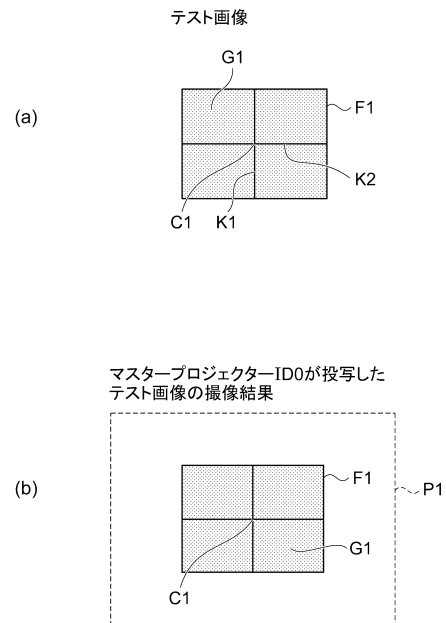 テスト画像
G1
(a)
F1
K2
C1
K1
マスタープロジェクターID0が投写した
テスト画像の撮像結果
(b)
F1
P1
G1
C1